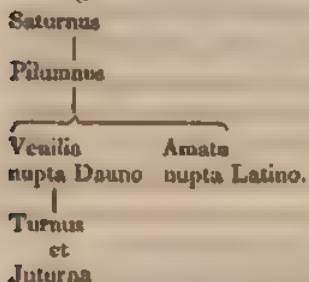 Saturnus
Pilumnus
Venilia Amata
nupta Dauno nupta Latino.
Turnus
et
Juturna